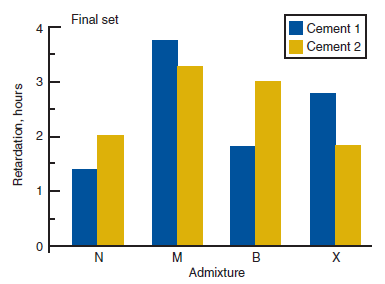 Final set
Cement 1
Cement 2
Retardation, hours
4
3
2
1
0
N M B X
Admixture